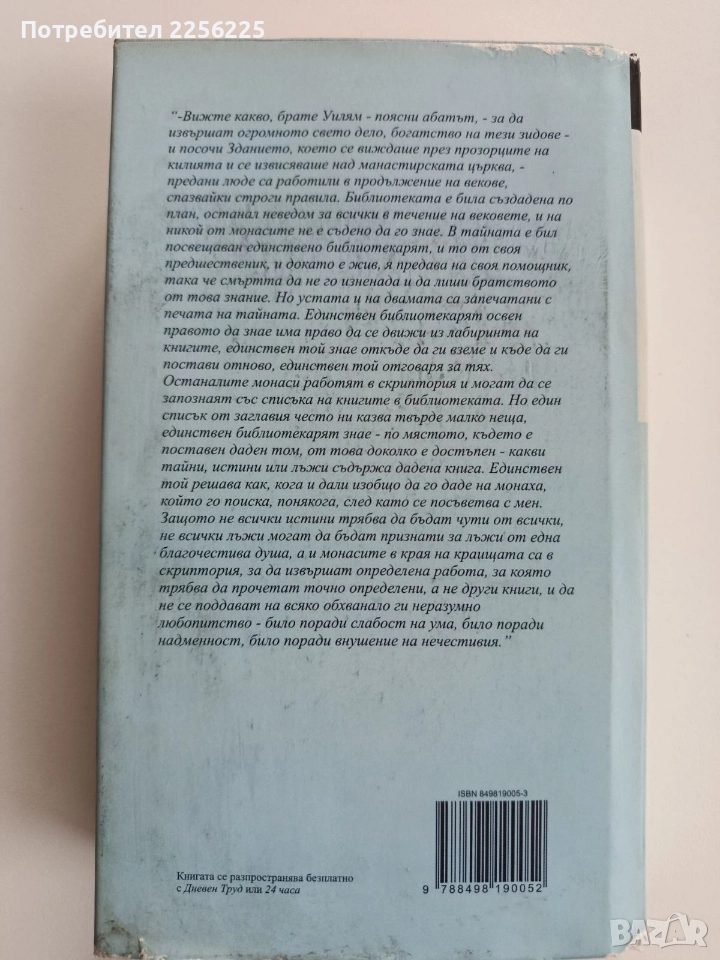 Потребител 2256225
“-Вижте какво, брате Уилям - поясни абатът, - за да
извършат огромното свето дело, богатство на тези зидове -
и посочи Зданието, което се виждаше през прозорците на
килията и се извисяваше над манастирската църква, -
предани люде са работили в продължение на векове,
спазвайки строги правила. Библиотеката е била създадена по
план, останал неведом за всички в течение на вековете, и на
никой от монасите не е съдено да го знае. В тайната е бил
посвещаван единствено библиотекарят, и то от своя
предшественик, и докато е жив, я предава на своя помощник,
така че смъртта да не го изненада и да лиши братството
от това знание. Но устата и на двамата са запечатани с
печата на тайната. Единствен библиотекарят освен
правото да знае има право да се движи из лабиринта на
книгите, единствен той знае откъде да ги вземе и къде да ги
постави отново, единствен той отговаря за тях.
Останалите монаси работят в скриптория и могат да се
запознаят със списъка на книгите в библиотеката. Но един
списък от заглавия често ни казва твърде малко неща,
единствен библиотекарят знае - по мястото, където е
поставен даден том, от това доколко е достъпен - какви
тайни, истини или лъжи съдържа дадена книга. Единствен
той решава как, кога и дали изобщо да го даде на монаха,
който го поиска, понякога, след като се посъветва с мен.
Защото не всички истини трябва да бъдат чути от всички,
не всички лъжи могат да бъдат признати за лъжи от една
благочестива душа, а и монасите в края на краищата са в
скриптория, за да извършат определена работа, за която
трябва да прочетат точно определени, а не други книги, и да
не се поддават на всяко обхванало ги неразумно
любопитство - било поради слабост на ума, било поради
надменност, било поради внушение на нечестивия.”
ISBN 849819005-3
9 788498 190052
Книгата се разпространява безплатно
с Дневен Труд или 24 часа
BAZAR